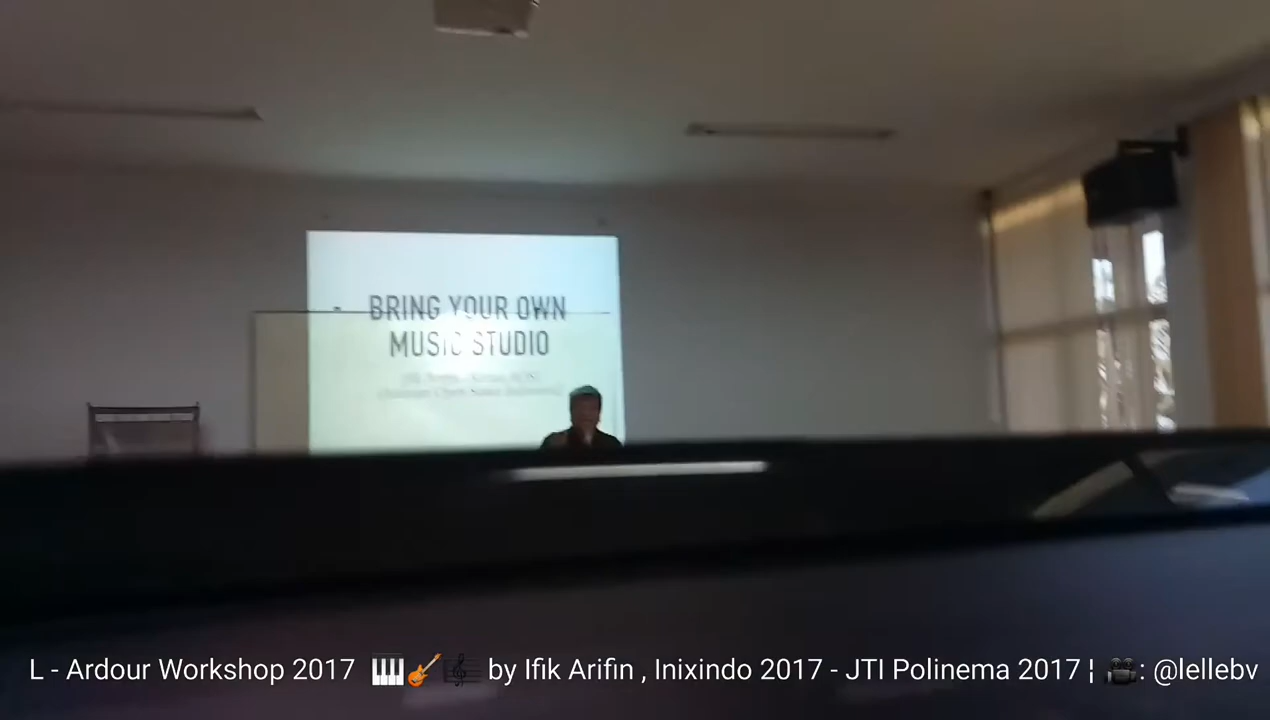 BRING YOUR OWN
MUSIC STUDIO
L - Ardour Workshop 2017 🎹🎸🎼 by Ifik Arifin , Inixindo 2017 - JTI Polinema 2017 ¦ 🎥: @lellebv